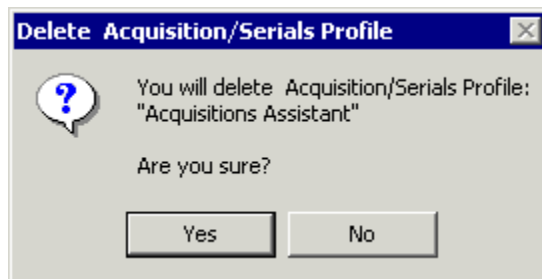 Delete Acquisition/Serials Profile
You will delete Acquisition/Serials Profile:
"Acquisitions Assistant"
Are you sure?
Yes
No